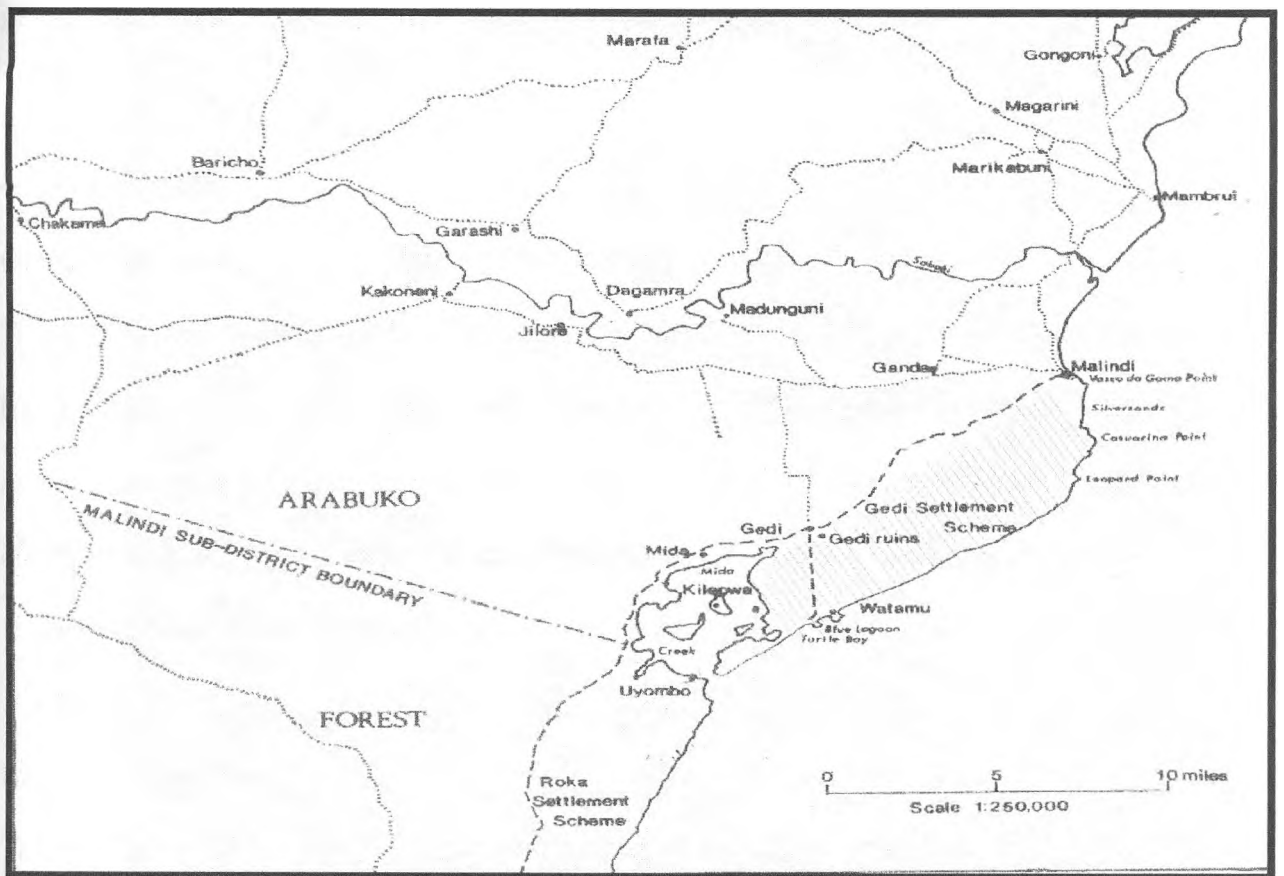 Marafa
Gongoni
Magarini
Baricho
Marikabuni
Mambrui
Chakama
Garashi
Sabaki
Kakoneni
Dagamra
Madunguni
Jilore
Ganda
Malindi
Vasco da Gama Point
Silversands
Casuarina Point
Leopard Point
ARABUKO
MALINDI SUB-DISTRICT BOUNDARY
Gedi Settlement
Scheme
Gedi
Gedi ruins
Mida
Mida
Kilepwa
Watamu
Blue Lagoon
Turtle Bay
Creek
Uyombo
FOREST
Roka
Settlement
Scheme
0 5 10 miles
Scale 1:250,000